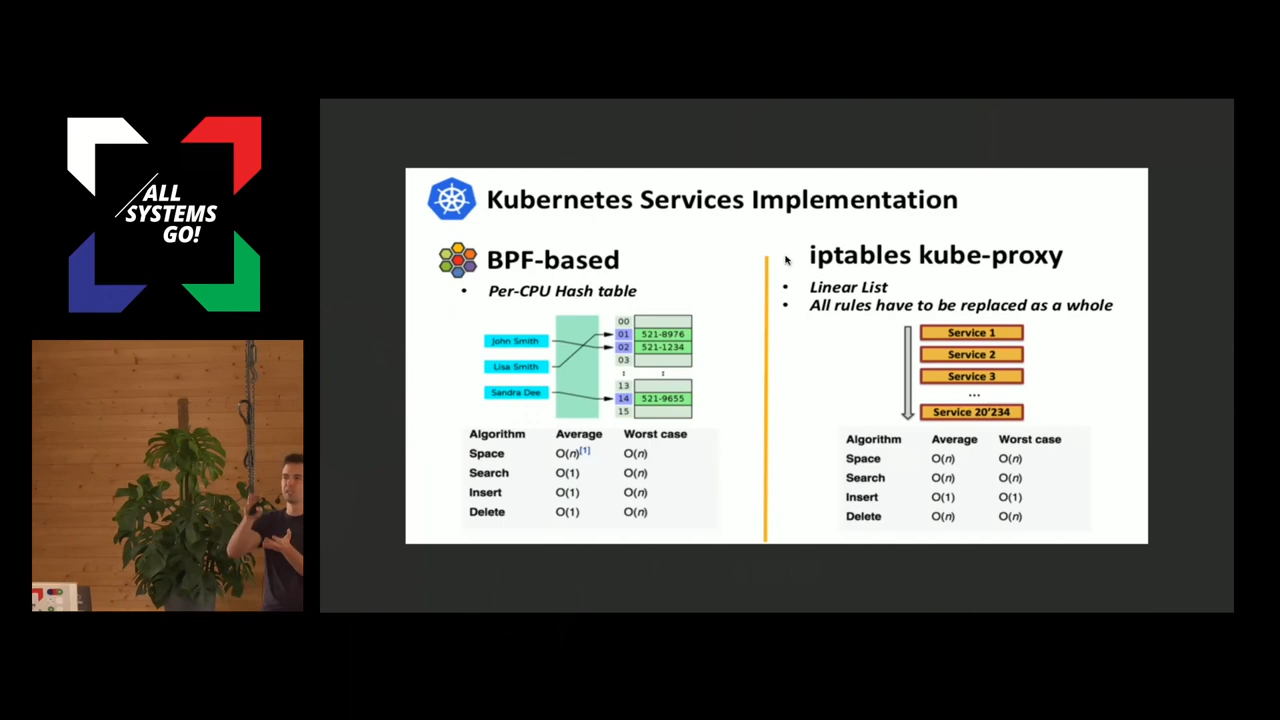 ALL
SYSTEMS
GO!
Kubernetes Services Implementation
BPF-based
• Per-CPU Hash table
John Smith
Lisa Smith
Sandra Dee
00
01 521-8976
02 521-1234
03
:
:
13
14 521-9655
15
Algorithm Average Worst case
Space O(n)[1] O(n)
Search O(1) O(n)
Insert O(1) O(n)
Delete O(1) O(n)
iptables kube-proxy
• Linear List
• All rules have to be replaced as a whole
Service 1
Service 2
Service 3
...
Service 20'234
Algorithm Average Worst case
Space O(n) O(n)
Search O(n) O(n)
Insert O(1) O(1)
Delete O(n) O(n)